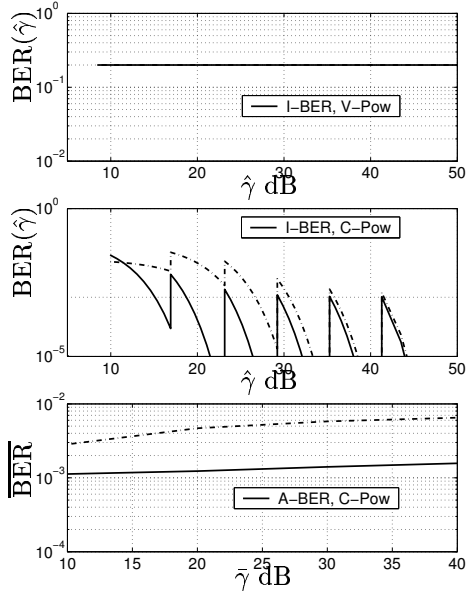 10^0
BER(γ̂)
10^-1
I-BER, V-Pow
10^-2
10 20 30 40 50
γ̂ dB
10^0
BER(γ̂)
I-BER, C-Pow
10^-5
10 20 30 40 50
γ̂ dB
10^-2
BER
10^-3
A-BER, C-Pow
10^-4
10 15 20 25 30 35 40
γ̄ dB